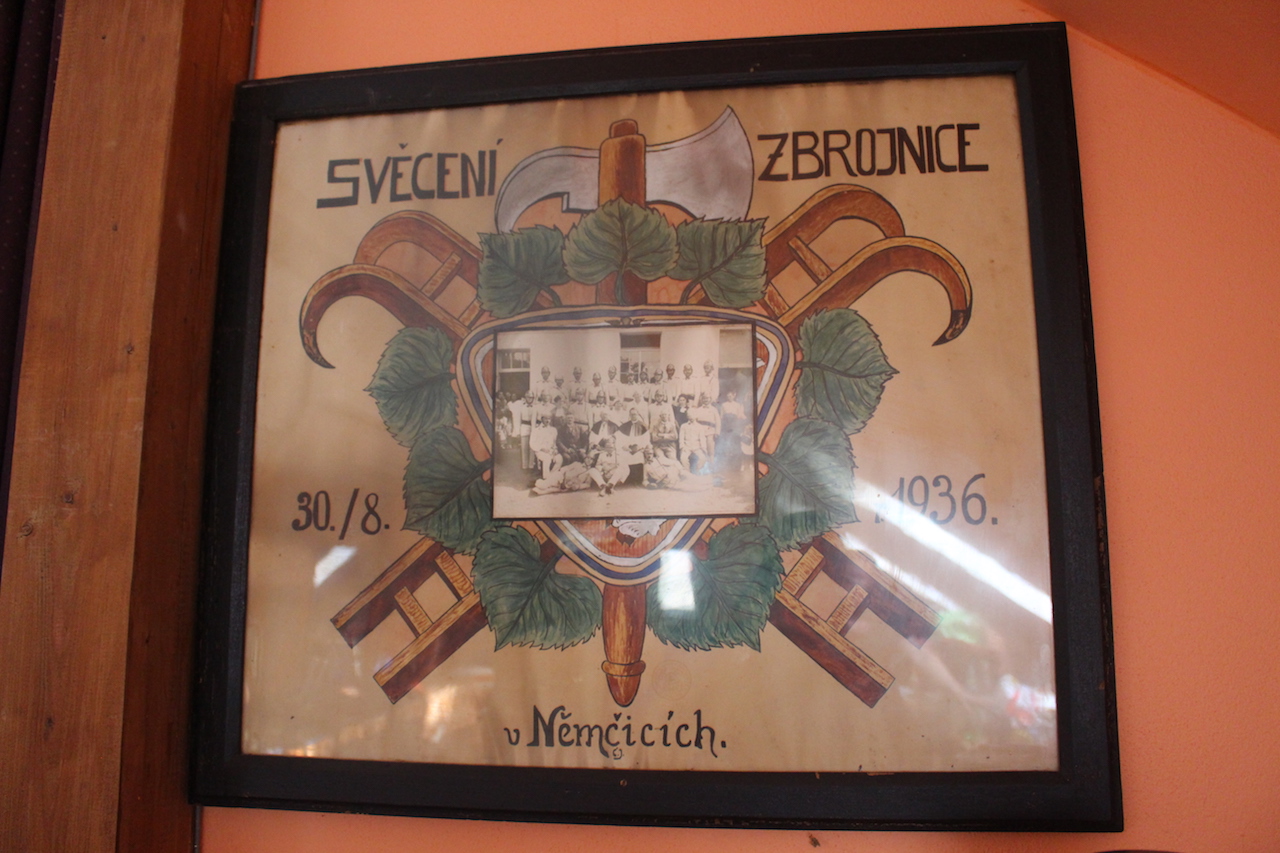 SVĚCENÍ ZBROJNICE
30./8. 1936.
v Němčicích.